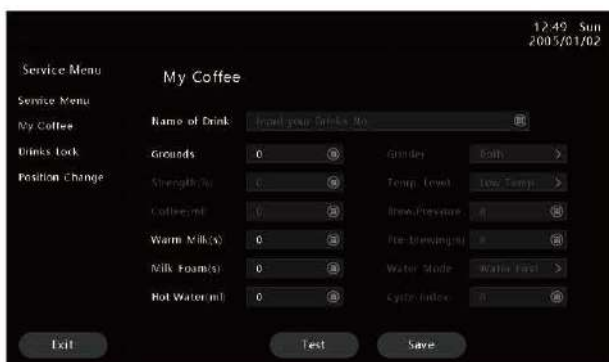 12:49 Sun
2005/01/02
Service Menu
My Coffee
Service Menu
My Coffee
Drinks Lock
Position Change
Name of Drink
Input your Drinks No.
Grounds 0
Grinder Both
Strength(%) 0
Temp. Level Low Temp
Coffee(ml) 0
Brew.Pressure 0
Warm Milk(s) 0
Pre-brewing(s) 0
Milk Foam(s) 0
Water Mode Water First
Hot Water(ml) 0
Cycle Index 0
Exit
Test
Save